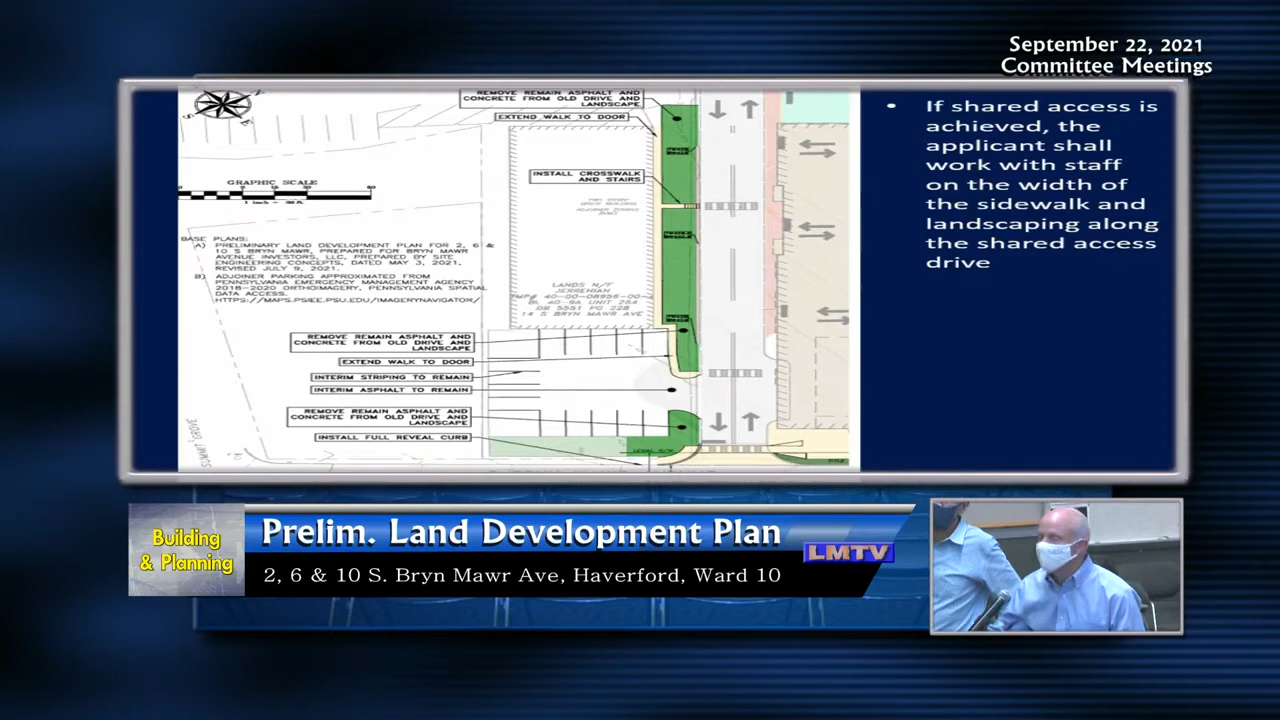 September 22, 2021
Committee Meetings
REMOVE REMAIN ASPHALT AND
CONCRETE FROM OLD DRIVE AND
LANDSCAPE
EXTEND WALK TO DOOR
INSTALL CROSSWALK
AND STAIRS
GRAPHIC SCALE
BASE PLANS:
A) PRELIMINARY LAND DEVELOPMENT PLAN FOR 2, 6 &
10 S. BRYN MAWR, PREPARED FOR BRYN MAWR
AVENUE INVESTORS, LLC, PREPARED BY SITE
ENGINEERING CONCEPTS, DATED MAY 3, 2021,
REVISED JULY 9, 2021.
B) ADJOINER PARKING APPROXIMATED FROM
PENNSYLVANIA EMERGENCY MANAGEMENT AGENCY
2018-2020 ORTHOIMAGERY, PENNSYLVANIA SPATIAL
DATA ACCESS.
HTTPS://MAPS.PSIEE.PSU.EDU/IMAGERYNAVIGATOR/
LANDS N/F
JERREHIAN
14 S BRYN MAWR AVE
REMOVE REMAIN ASPHALT AND
CONCRETE FROM OLD DRIVE AND
LANDSCAPE
EXTEND WALK TO DOOR
INTERIM STRIPING TO REMAIN
INTERIM ASPHALT TO REMAIN
REMOVE REMAIN ASPHALT AND
CONCRETE FROM OLD DRIVE AND
LANDSCAPE
INSTALL FULL REVEAL CURB
SUMMIT GROVE
• If shared access is
achieved, the
applicant shall
work with staff
on the width of
the sidewalk and
landscaping along
the shared access
drive
Building
& Planning
Prelim. Land Development Plan
LMTV
2, 6 & 10 S. Bryn Mawr Ave, Haverford, Ward 10